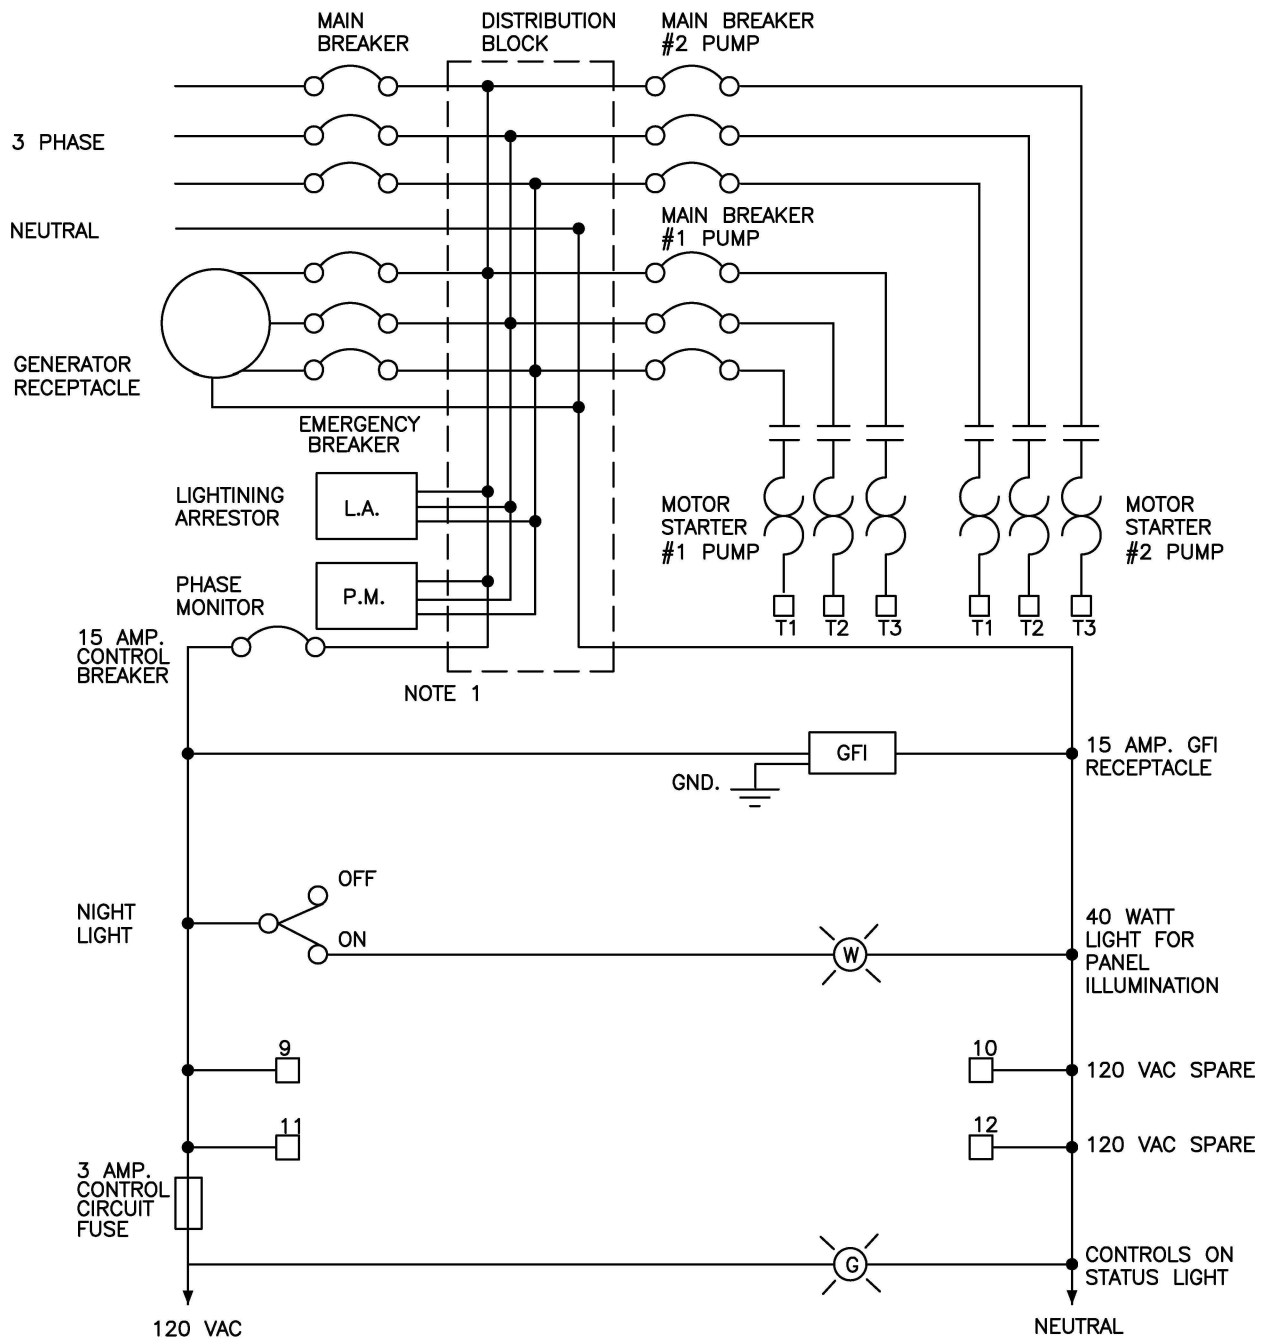 MAIN
BREAKER
DISTRIBUTION
BLOCK
MAIN BREAKER
#2 PUMP
3 PHASE
NEUTRAL
MAIN BREAKER
#1 PUMP
GENERATOR
RECEPTACLE
EMERGENCY
BREAKER
LIGHTINING
ARRESTOR
L.A.
MOTOR
STARTER
#1 PUMP
MOTOR
STARTER
#2 PUMP
PHASE
MONITOR
P.M.
T1
T2
T3
T1
T2
T3
15 AMP.
CONTROL
BREAKER
NOTE 1
GFI
15 AMP. GFI
RECEPTACLE
GND.
OFF
NIGHT
LIGHT
ON
W
40 WATT
LIGHT FOR
PANEL
ILLUMINATION
9
10
120 VAC SPARE
11
12
120 VAC SPARE
3 AMP.
CONTROL
CIRCUIT
FUSE
G
CONTROLS ON
STATUS LIGHT
120 VAC
NEUTRAL